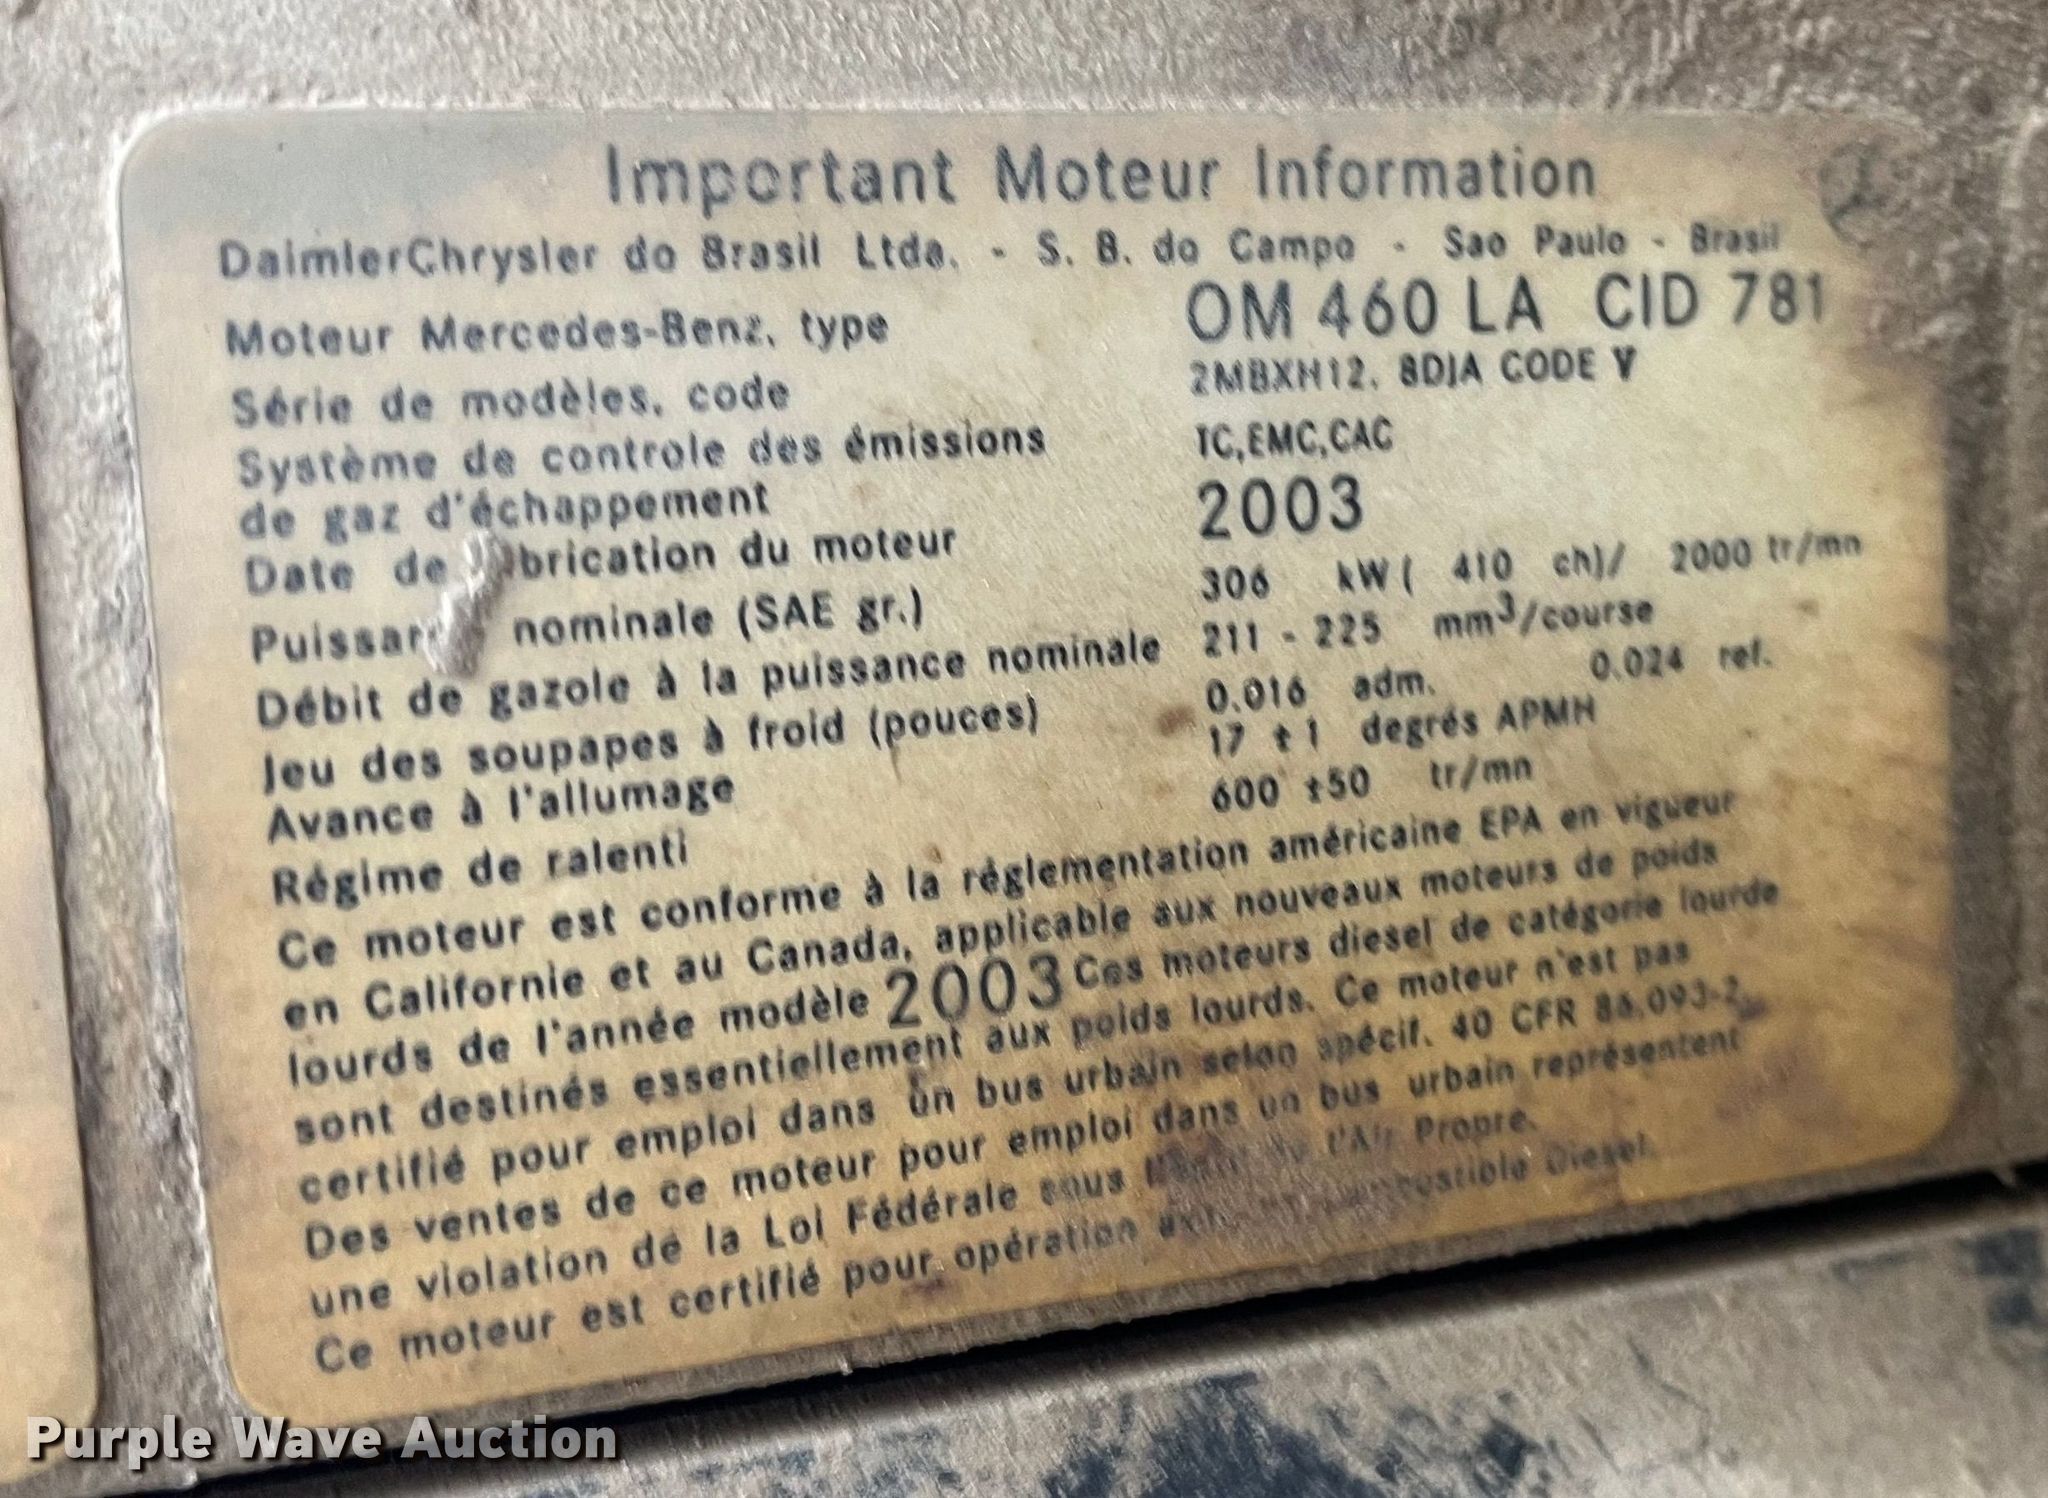 Important Moteur Information
DaimlerChrysler do Brasil Ltda. - S. B. do Campo - Sao Paulo - Brasil
Moteur Mercedes-Benz, type OM 460 LA CID 781
Série de modèles, code 2MBXH12. 8DJA CODE V
Système de controle des émissions TC,EMC,CAC
de gaz d'échappement
Date de brication du moteur 2003
Puissan nominale (SAE gr.) 306 kW ( 410 ch)/ 2000 tr/mn
Débit de gazole à la puissance nominale 211 - 225 mm³/course
Jeu des soupapes à froid (pouces) 0.016 adm. 0.024 ref.
Avance à l'allumage 17 ±1 degrés APMH
Régime de ralenti 600 ±50 tr/mn
Ce moteur est conforme à la réglementation américaine EPA en vigueur
en Californie et au Canada, applicable aux nouveaux moteurs de poids
lourds de l'année modèle 2003 Ces moteurs diesel de catégorie lourde
sont destinés essentiellement aux poids lourds. Ce moteur n'est pas
certifié pour emploi dans un bus urbain selon spécif. 40 CFR 86.093-2.
Des ventes de ce moteur pour emploi dans un bus urbain représentent
une violation de la Loi Fédérale sous l'Air Propre.
Ce moteur est certifié pour opération Diesel.
Purple Wave Auction